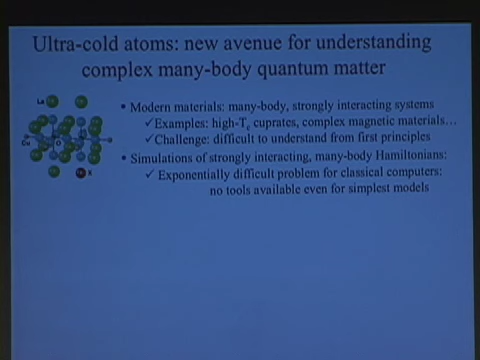 Ultra-cold atoms: new avenue for understanding
complex many-body quantum matter
▪ Modern materials: many-body, strongly interacting systems
✓Examples: high-Tc cuprates, complex magnetic materials…
✓Challenge: difficult to understand from first principles
▪ Simulations of strongly interacting, many-body Hamiltonians:
✓ Exponentially difficult problem for classical computers:
no tools available even for simplest models
La
Cu
O